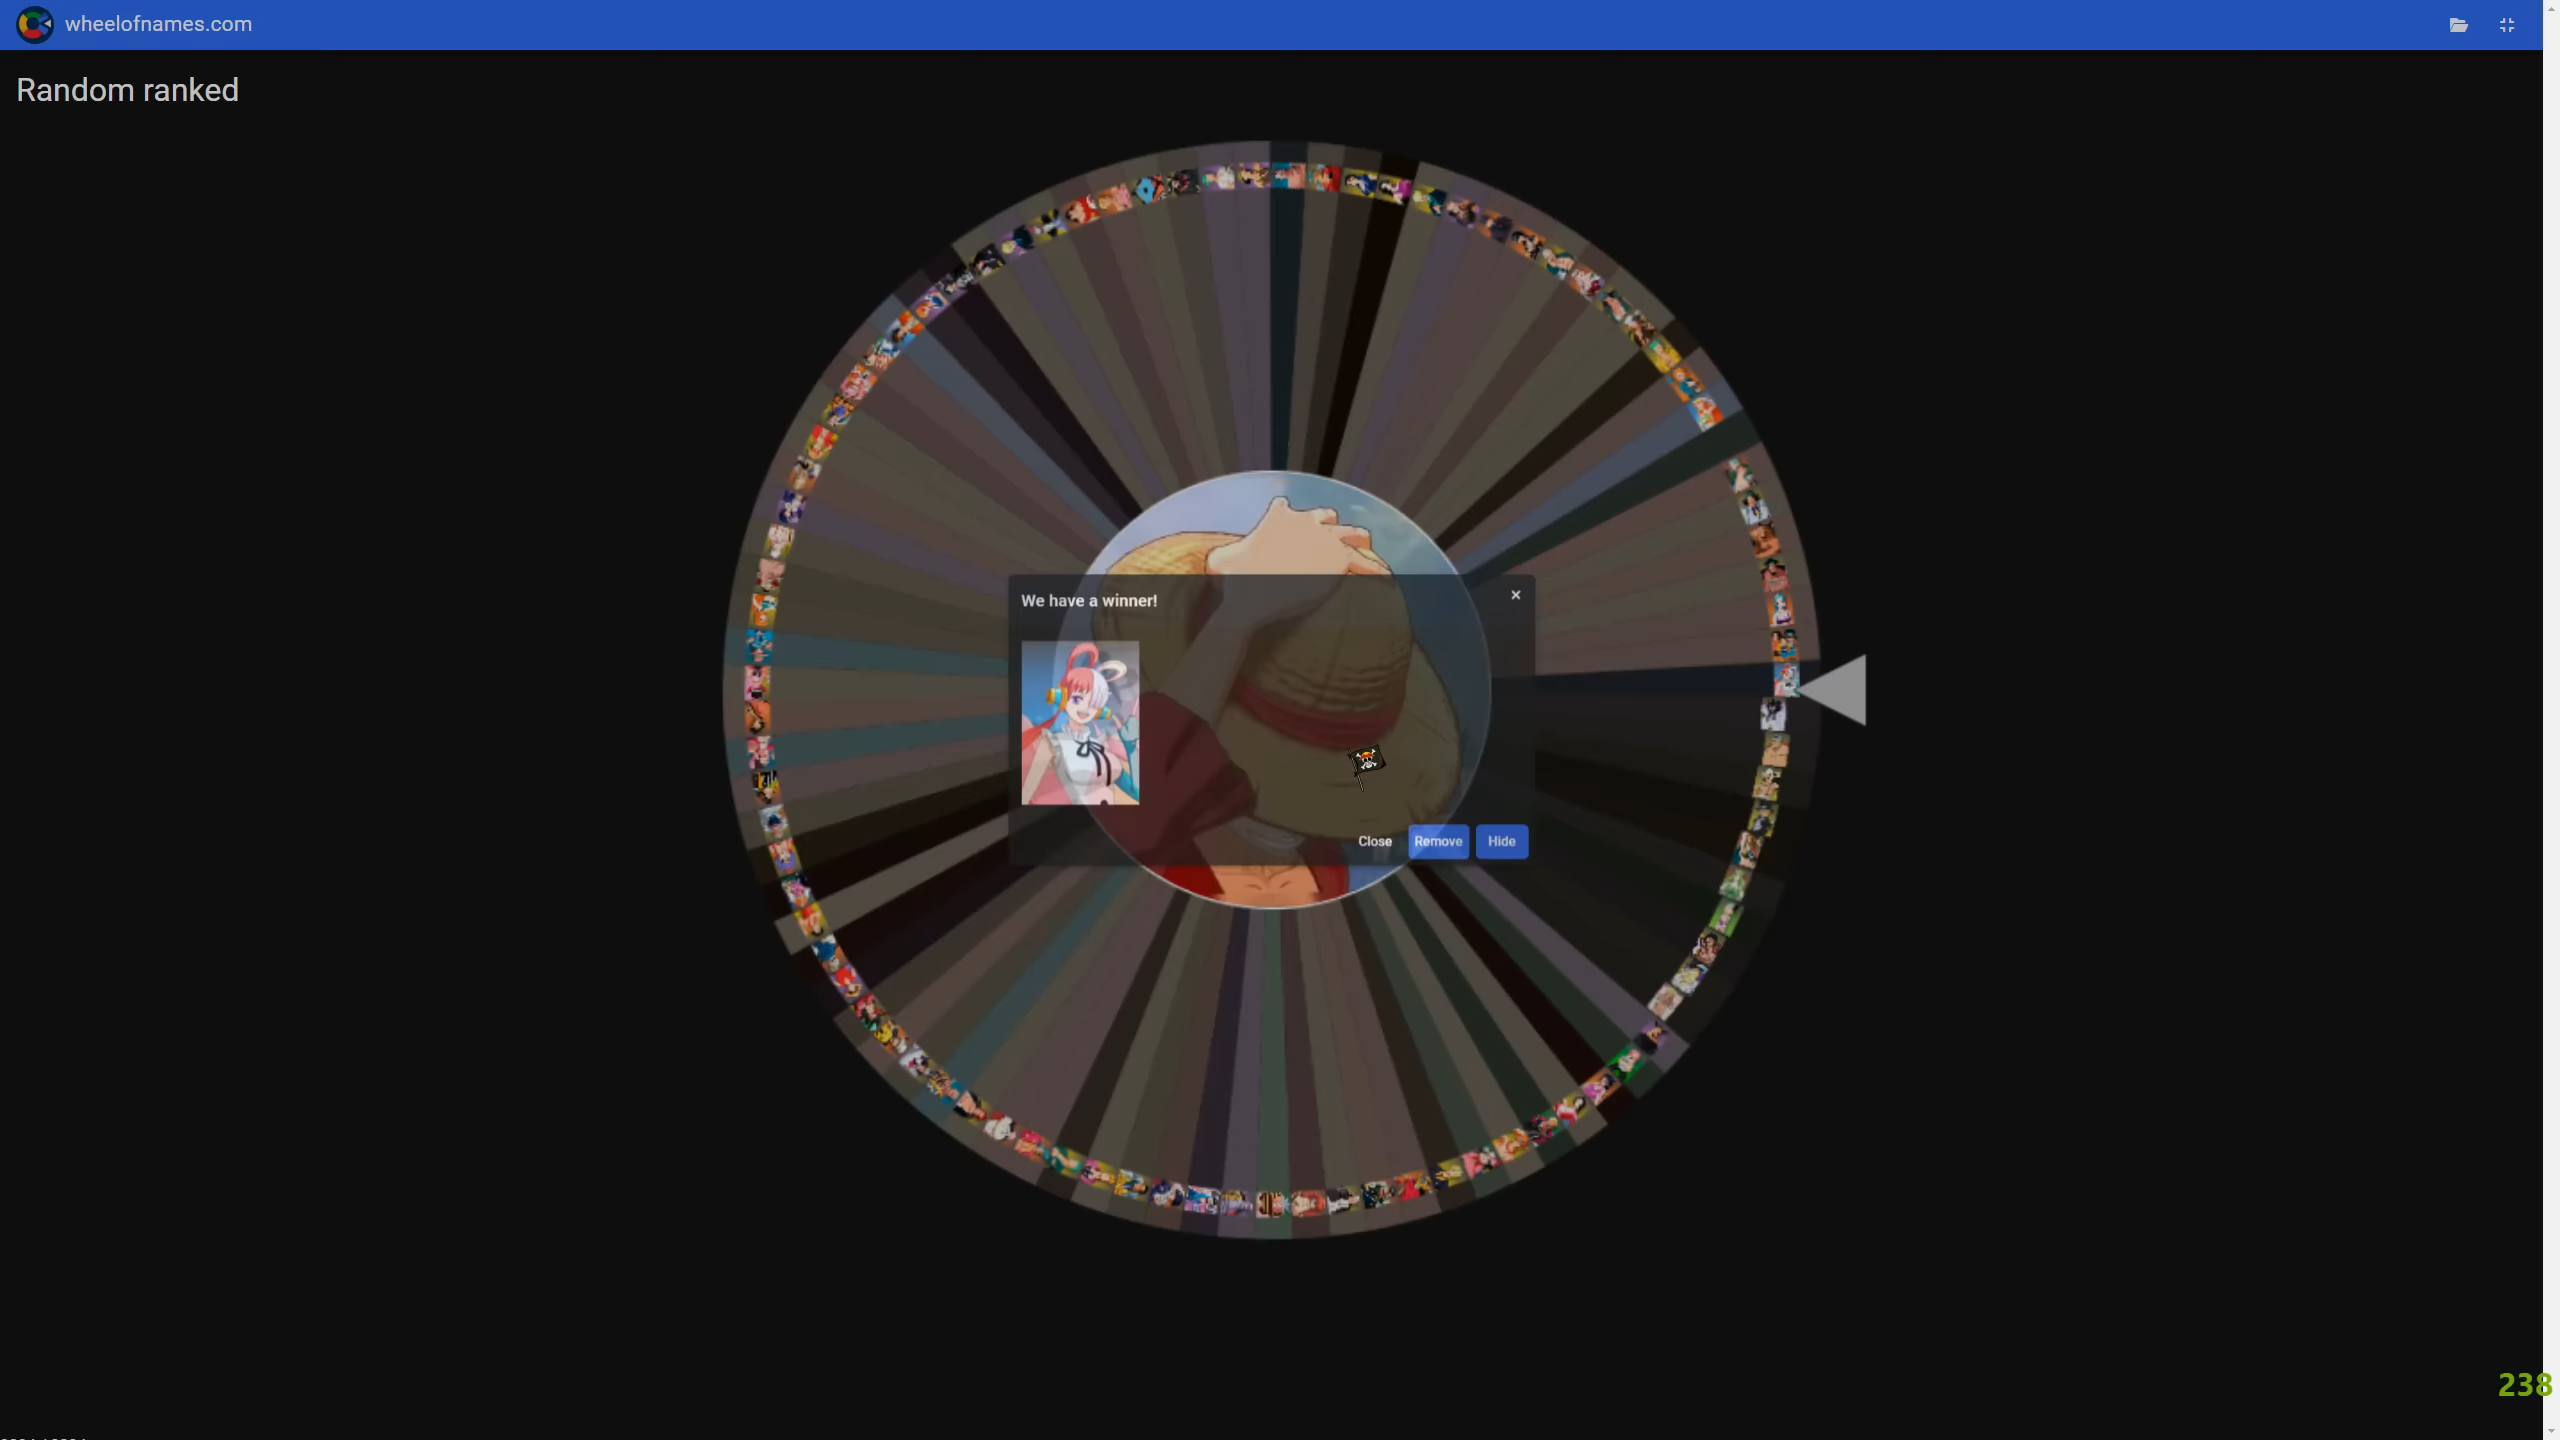 wheelofnames.com
Random ranked
We have a winner!
×
Close Remove Hide
238